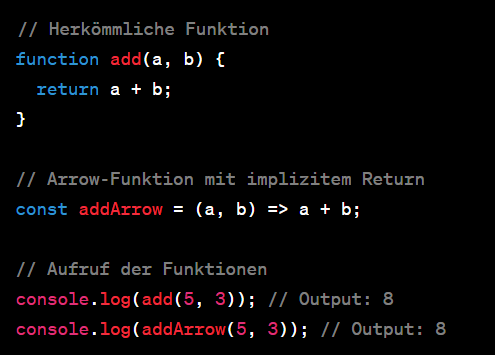 // Herkömmliche Funktion
function add(a, b) {
  return a + b;
}

// Arrow-Funktion mit implizitem Return
const addArrow = (a, b) => a + b;

// Aufruf der Funktionen
console.log(add(5, 3)); // Output: 8
console.log(addArrow(5, 3)); // Output: 8